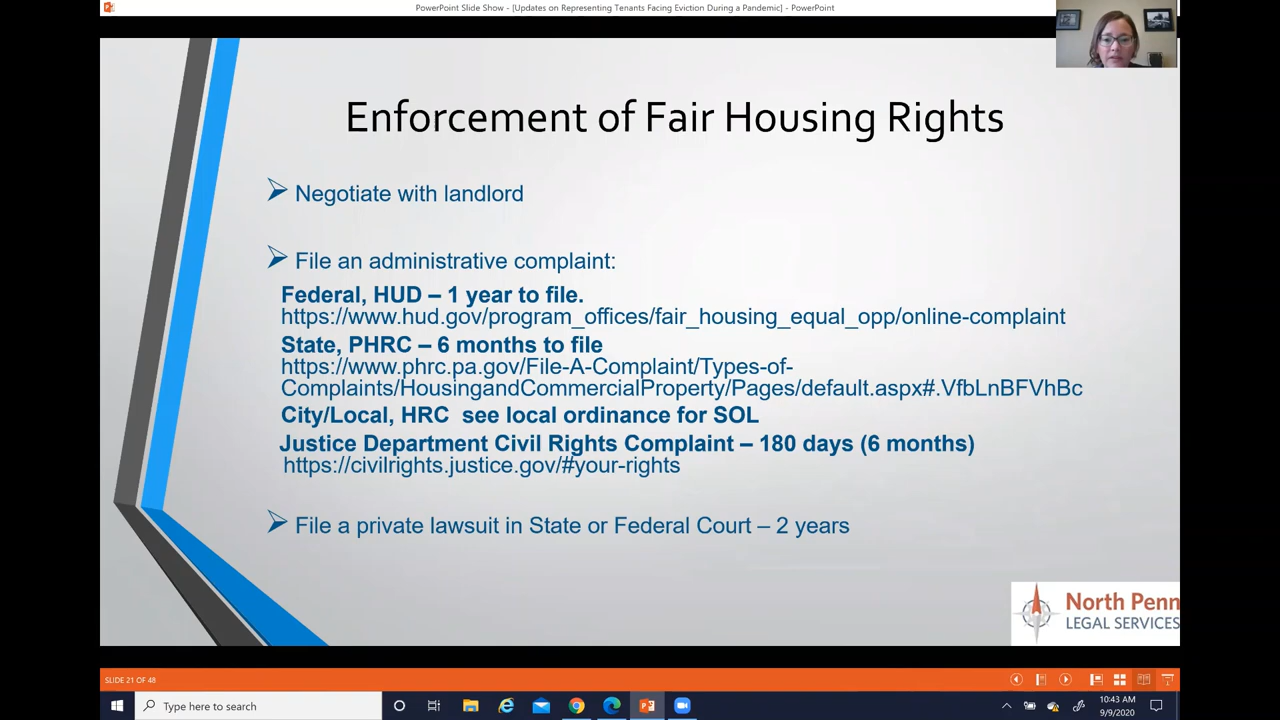 PowerPoint Slide Show - [Updates on Representing Tenants Facing Eviction During a Pandemic] - PowerPoint
Enforcement of Fair Housing Rights
Negotiate with landlord
File an administrative complaint:
Federal, HUD – 1 year to file.
https://www.hud.gov/program_offices/fair_housing_equal_opp/online-complaint
State, PHRC – 6 months to file
https://www.phrc.pa.gov/File-A-Complaint/Types-of-
Complaints/HousingandCommercialProperty/Pages/default.aspx#.VfbLnBFVhBc
City/Local, HRC see local ordinance for SOL
Justice Department Civil Rights Complaint – 180 days (6 months)
https://civilrights.justice.gov/#your-rights
File a private lawsuit in State or Federal Court – 2 years
North Penn
LEGAL SERVICES
SLIDE 21 OF 48
Type here to search
10:43 AM
9/9/2020